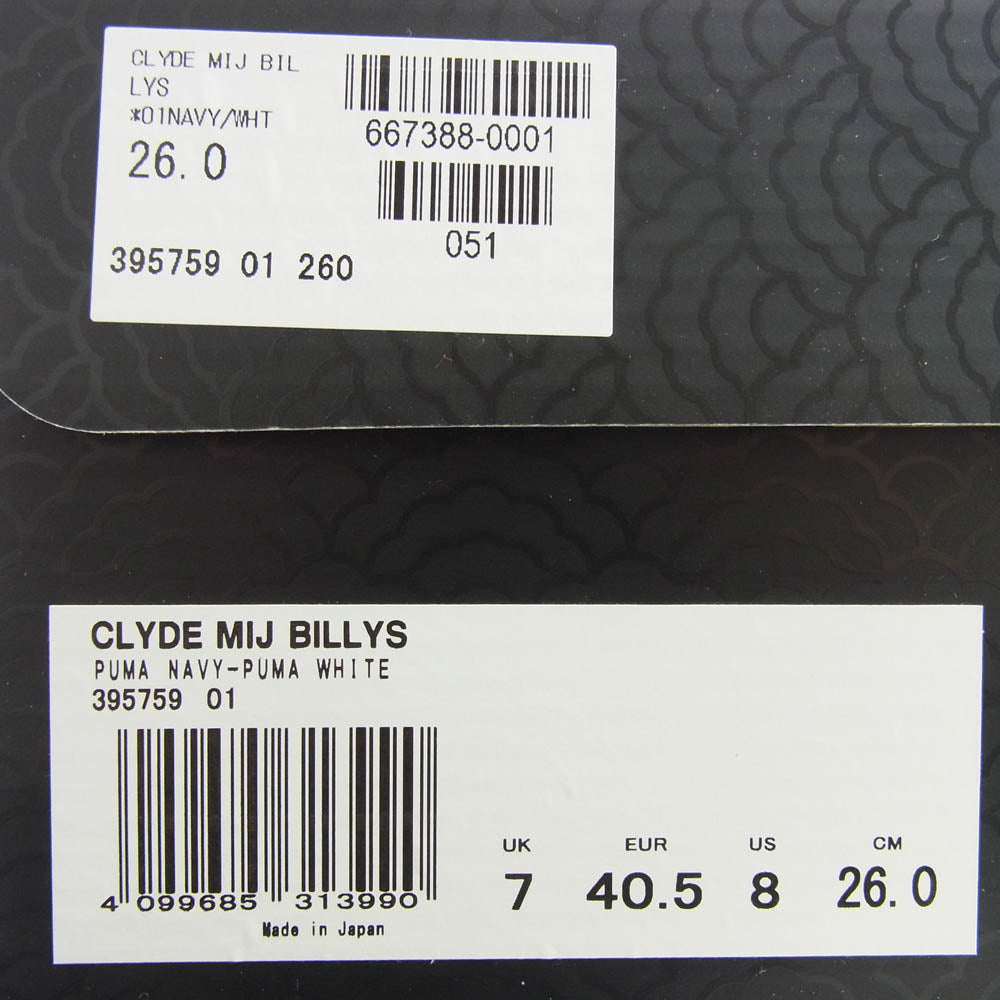 CLYDE MIJ BIL
LYS
*01NAVY/WHT
26.0
667388-0001
051
395759 01 260
CLYDE MIJ BILLYS
PUMA NAVY-PUMA WHITE
395759 01
4 099685 313990
Made in Japan
UK EUR US CM
7 40.5 8 26.0